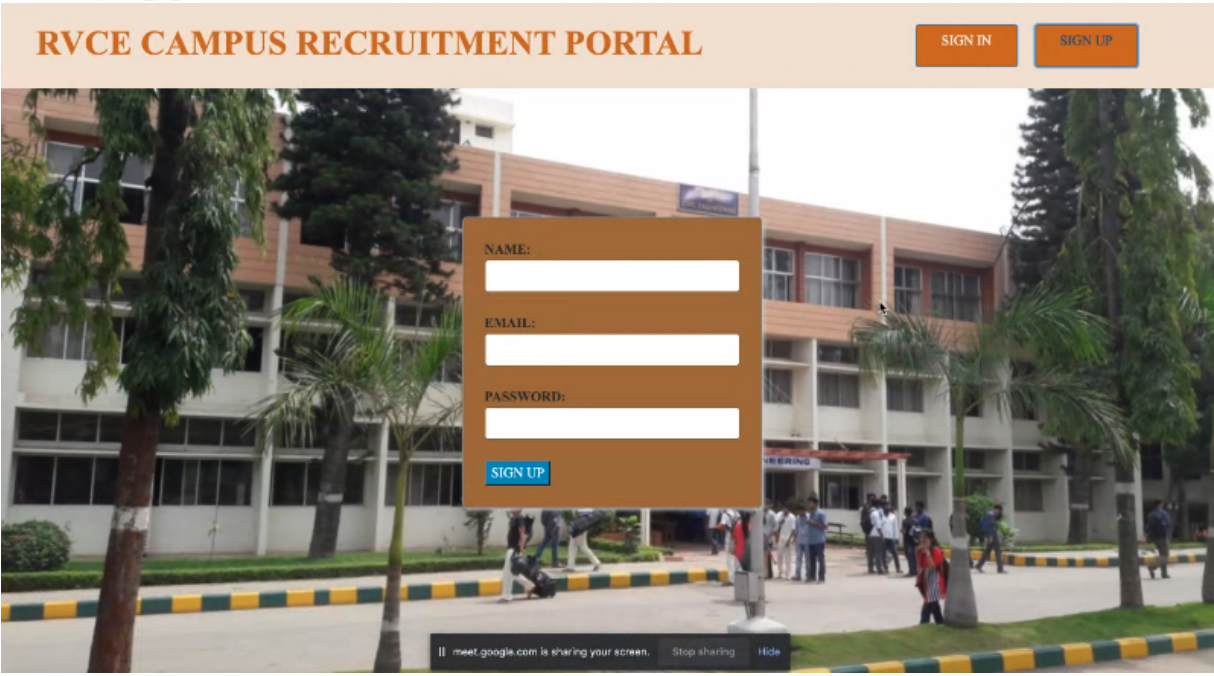 RVCE CAMPUS RECRUITMENT PORTAL
SIGN IN
SIGN UP
NAME:
EMAIL:
PASSWORD:
SIGN UP
meet.google.com is sharing your screen.
Stop sharing
Hide